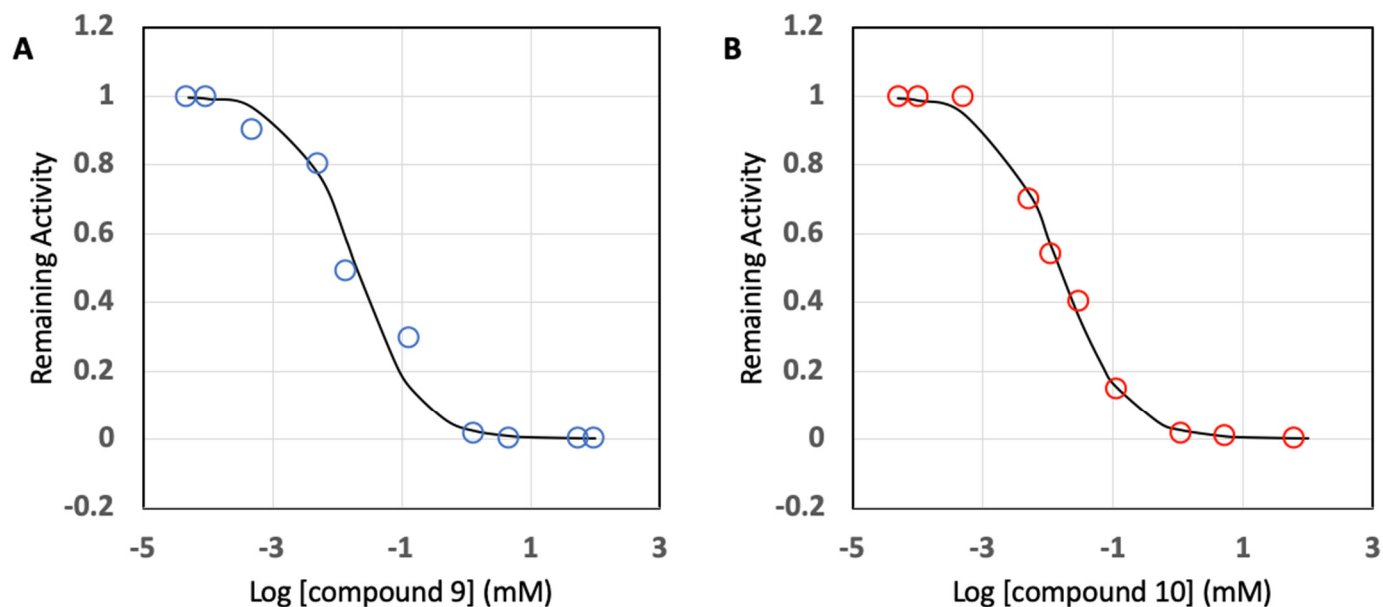 A
1.2
1
0.8
0.6
0.4
0.2
0
-0.2
Remaining Activity
-5 -3 -1 1 3
Log [compound 9] (mM)
B
1.2
1
0.8
0.6
0.4
0.2
0
-0.2
Remaining Activity
-5 -3 -1 1 3
Log [compound 10] (mM)